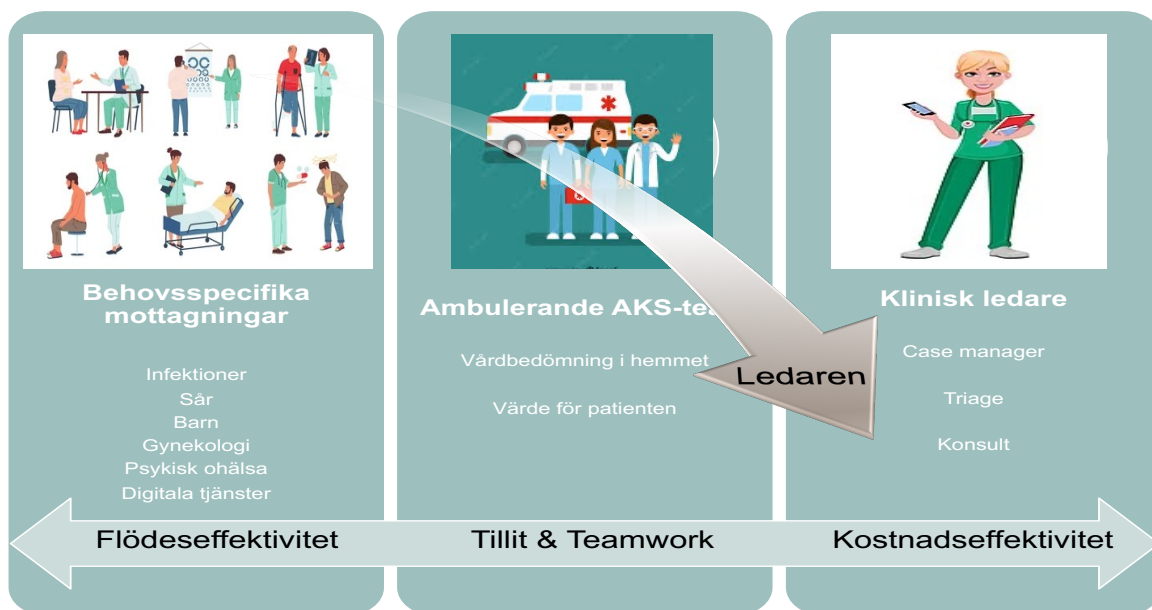 Behovsspecifika
mottagningar
Infektioner
Sår
Barn
Gynekologi
Psykisk ohälsa
Digitala tjänster
Ambulerande
Vårdbedömning i hemmet
Värde för patienten
Ledaren
Klinisk ledare
Case manager
Triage
Konsult
Flödeseffektivitet
Tillit & Teamwork
Kostnadseffektivitet